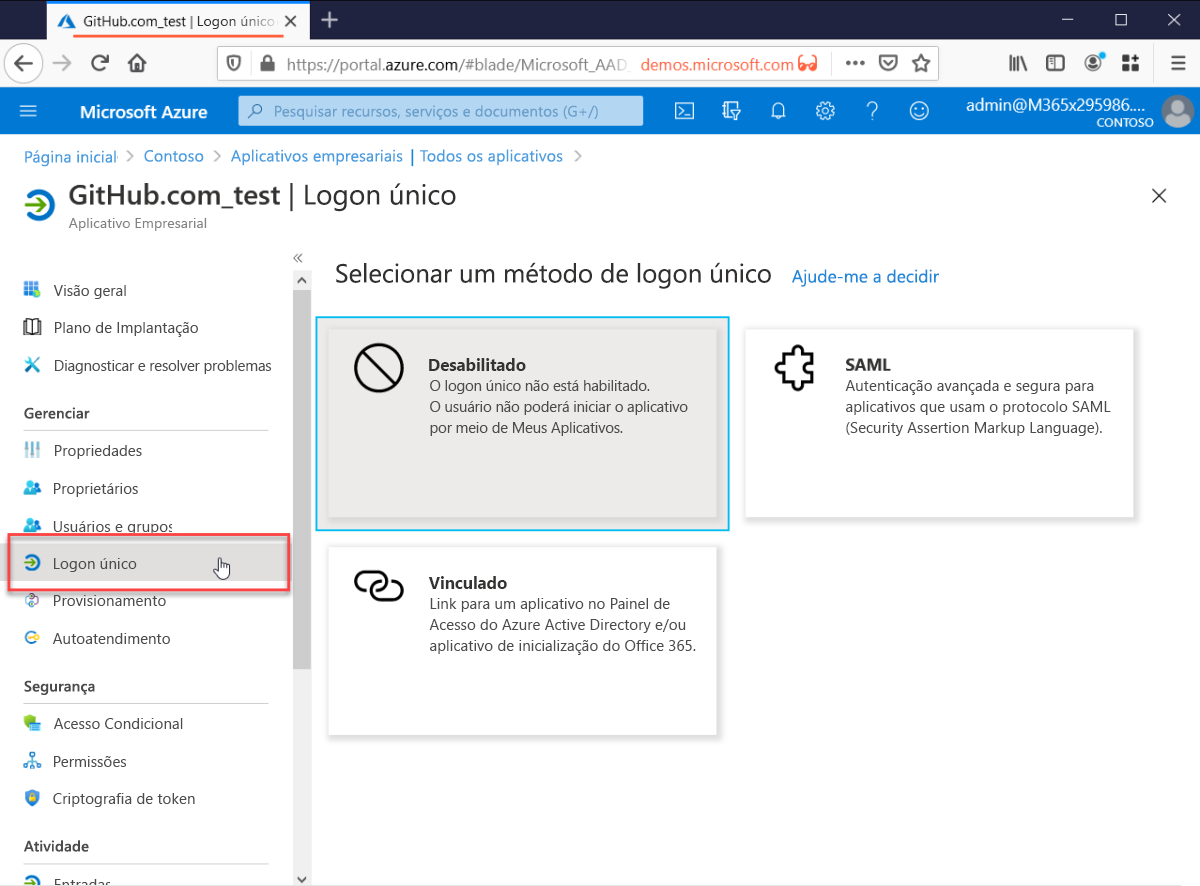 GitHub.com_test | Logon único
https://portal.azure.com/#blade/Microsoft_AAD_ demos.microsoft.com
Microsoft Azure
Pesquisar recursos, serviços e documentos (G+/)
admin@M365x295986....
CONTOSO
Página inicial > Contoso > Aplicativos empresariais | Todos os aplicativos >
GitHub.com_test | Logon único
Aplicativo Empresarial
Selecionar um método de logon único Ajude-me a decidir
Visão geral
Plano de Implantação
Diagnosticar e resolver problemas
Gerenciar
Propriedades
Proprietários
Usuários e grupos
Logon único
Provisionamento
Autoatendimento
Segurança
Acesso Condicional
Permissões
Criptografia de token
Atividade
Entradas
Desabilitado
O logon único não está habilitado.
O usuário não poderá iniciar o aplicativo
por meio de Meus Aplicativos.
SAML
Autenticação avançada e segura para
aplicativos que usam o protocolo SAML
(Security Assertion Markup Language).
Vinculado
Link para um aplicativo no Painel de
Acesso do Azure Active Directory e/ou
aplicativo de inicialização do Office 365.